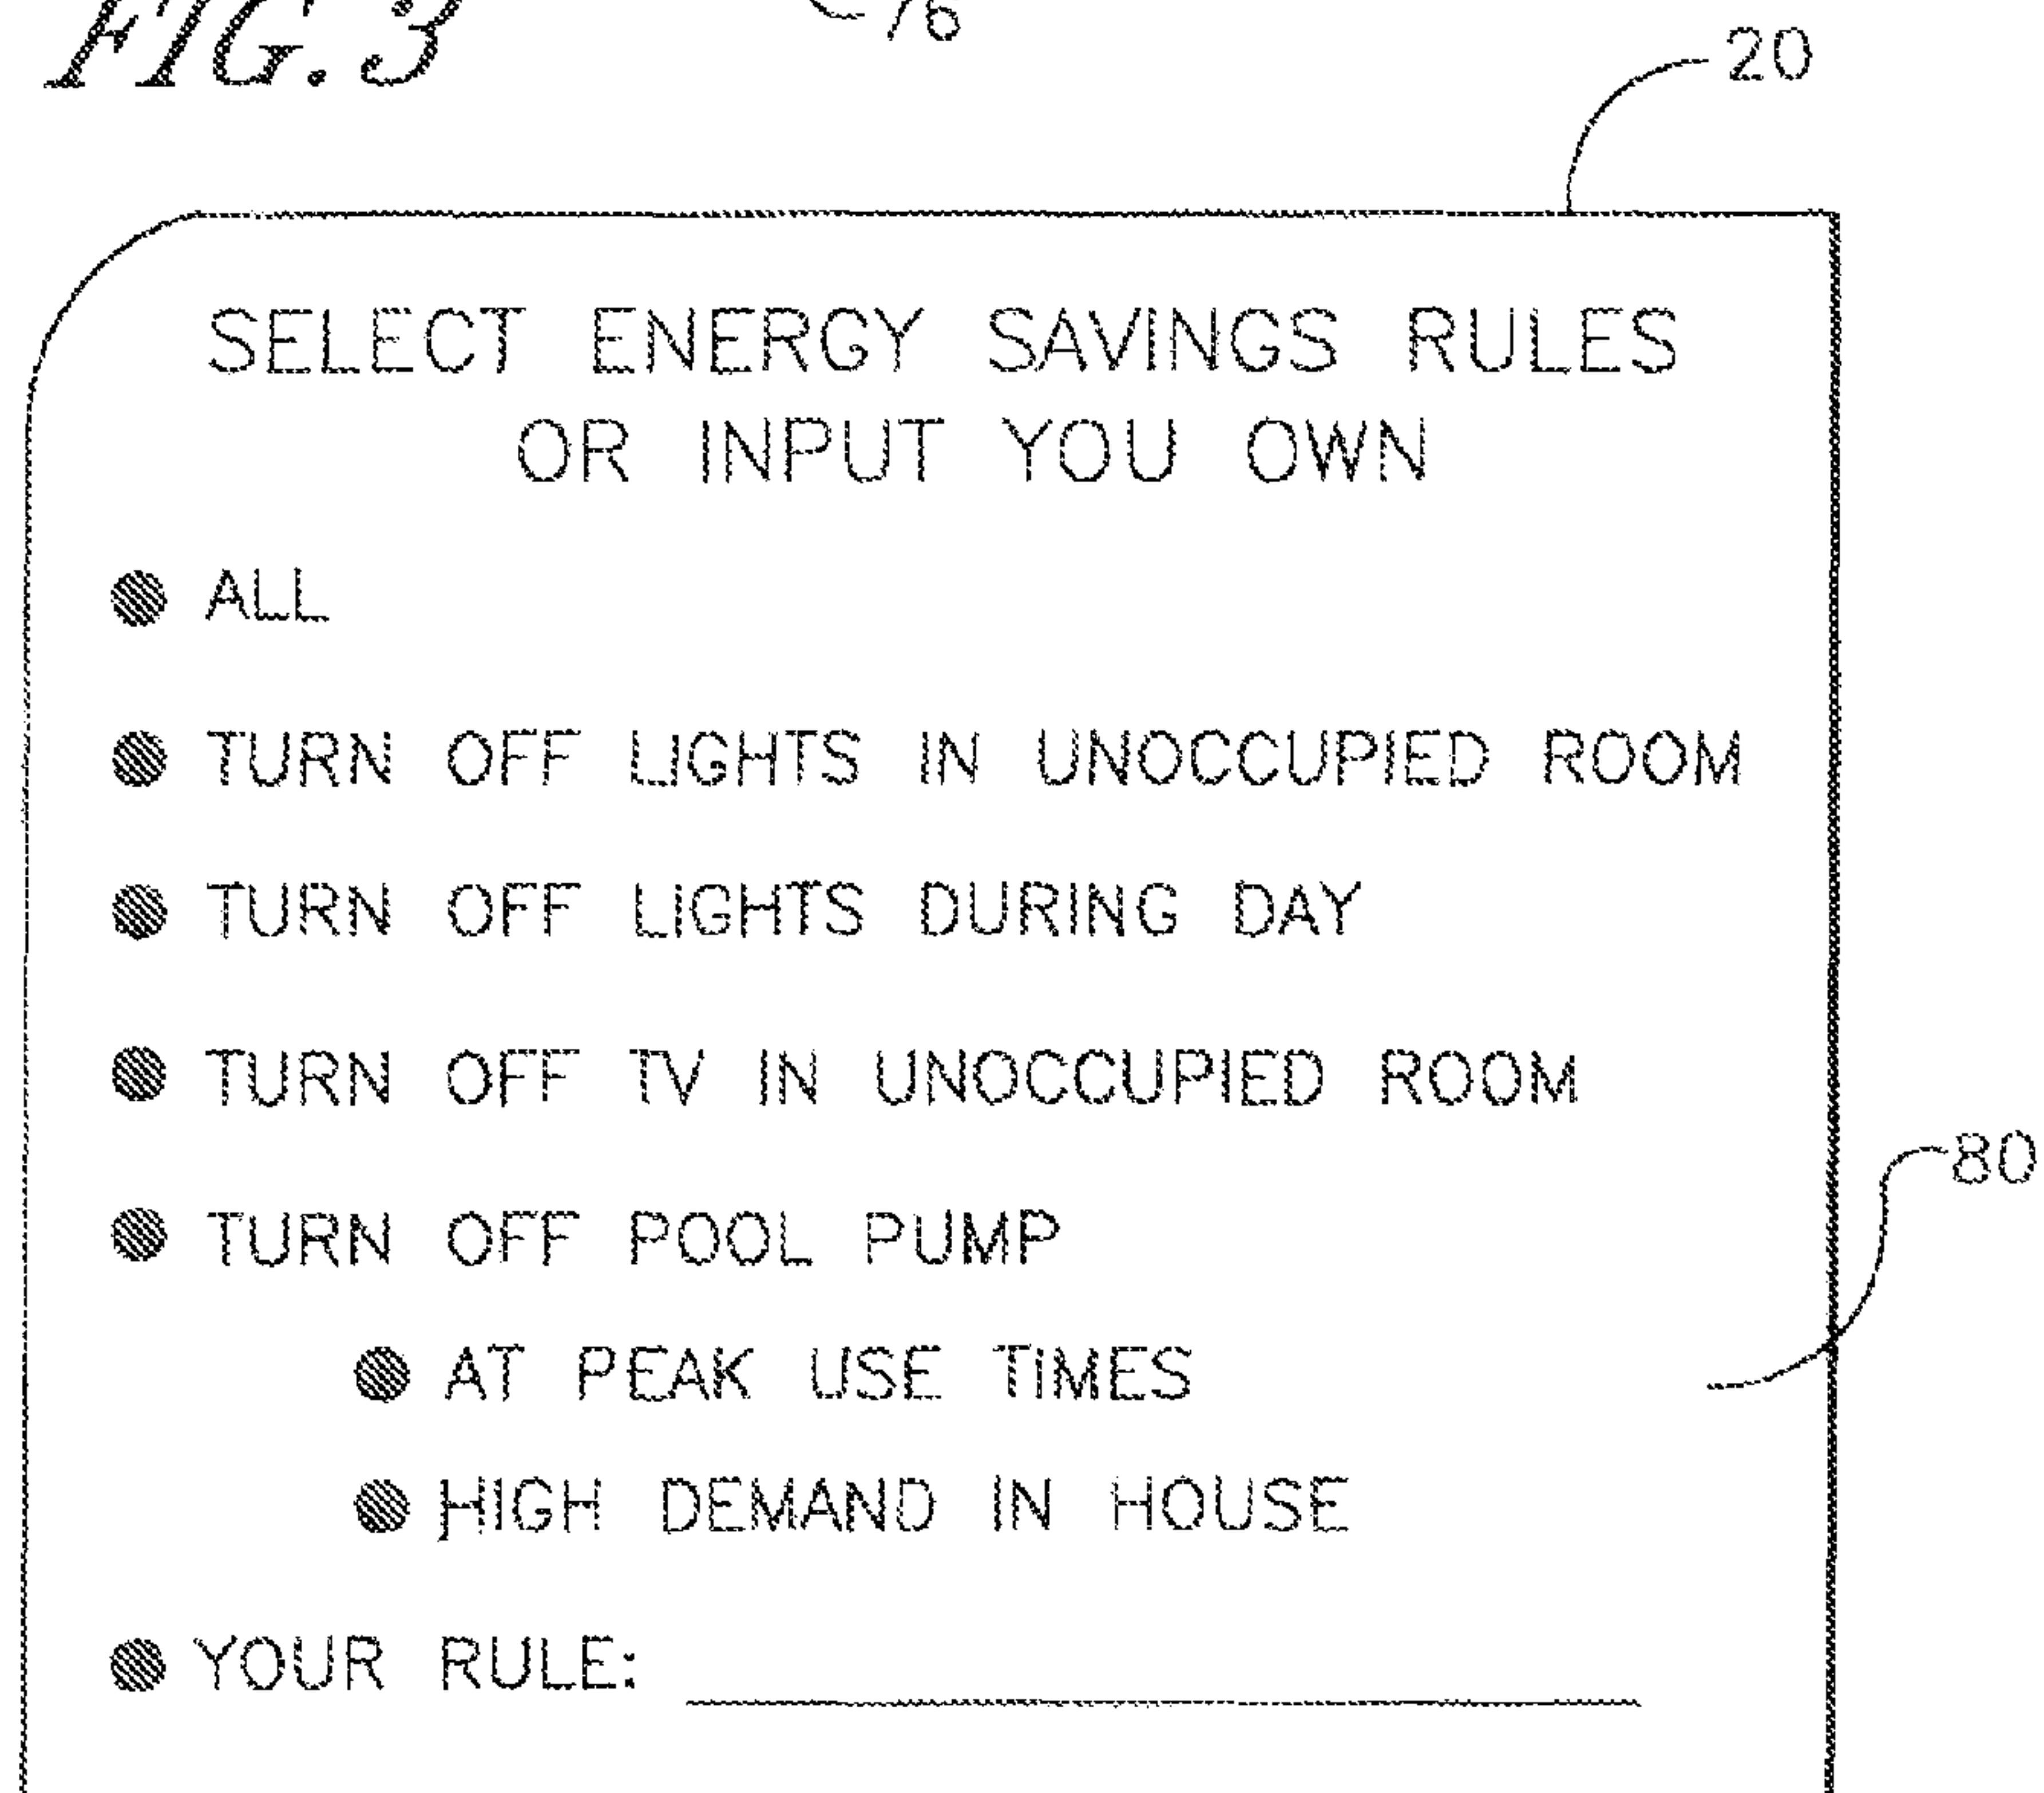 FIG. 3
76
20
SELECT ENERGY SAVINGS RULES
OR INPUT YOU OWN
ALL
TURN OFF LIGHTS IN UNOCCUPIED ROOM
TURN OFF LIGHTS DURING DAY
TURN OFF TV IN UNOCCUPIED ROOM
80
TURN OFF POOL PUMP
AT PEAK USE TIMES
HIGH DEMAND IN HOUSE
YOUR RULE: